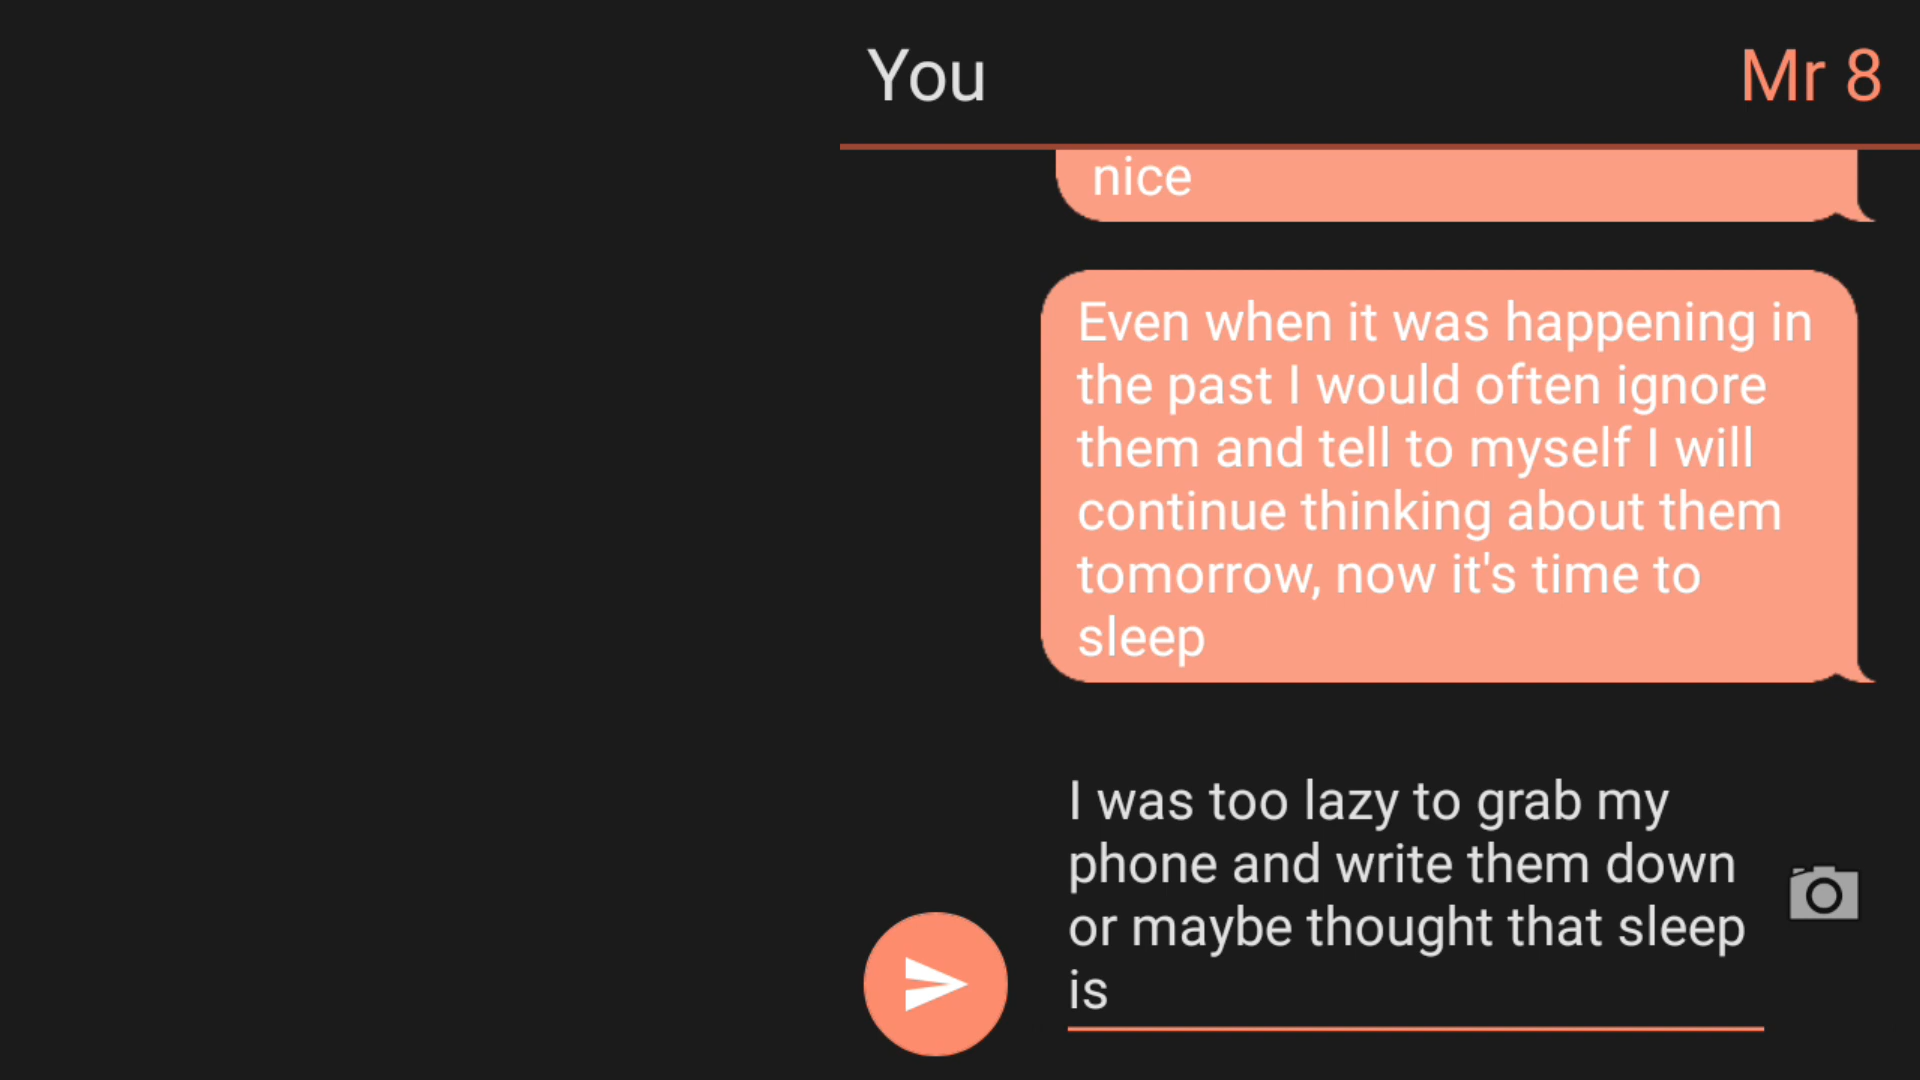 You
Mr 8
nice
Even when it was happening in
the past I would often ignore
them and tell to myself I will
continue thinking about them
tomorrow, now it's time to
sleep
I was too lazy to grab my
phone and write them down
or maybe thought that sleep
is